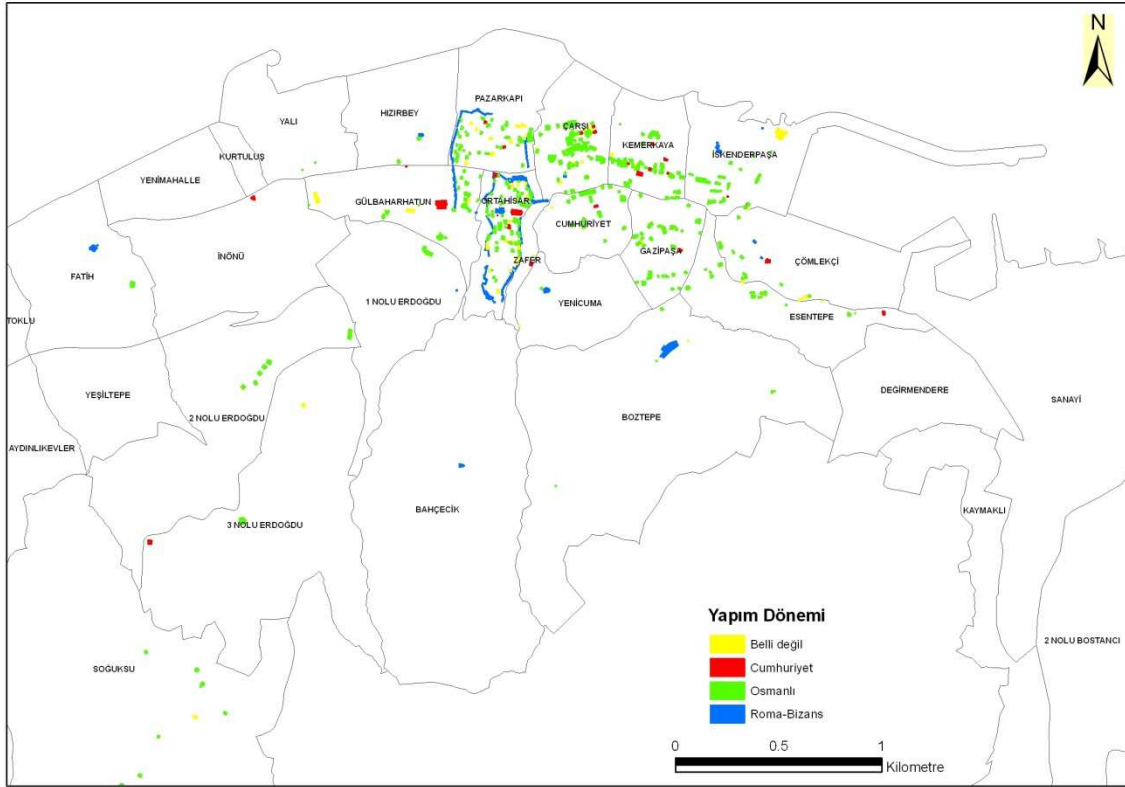 N
PAZARKAPI
YALI
HIZIRBEY
ÇARŞI
KEMERKAYA
İSKENDERPAŞA
KURTULUŞ
YENİMAHALLE
GÜLBAHARHATUN
ORTAHİSAR
CUMHURİYET
FATİH
İNÖNÜ
ZAFER
GAZİPAŞA
ÇÖMLEKÇİ
1 NOLU ERDOĞDU
YENİCUMA
ESENTEPE
TOKLU
YEŞİLTEPE
2 NOLU ERDOĞDU
BOZTEPE
DEĞİRMENDERE
SANAYİ
AYDINLIKEVLER
BAHÇECİK
KAYMAKLI
3 NOLU ERDOĞDU
SOĞUKSU
2 NOLU BOSTANCI
Yapım Dönemi
Belli değil
Cumhuriyet
Osmanlı
Roma-Bizans
0 0.5 1
Kilometre